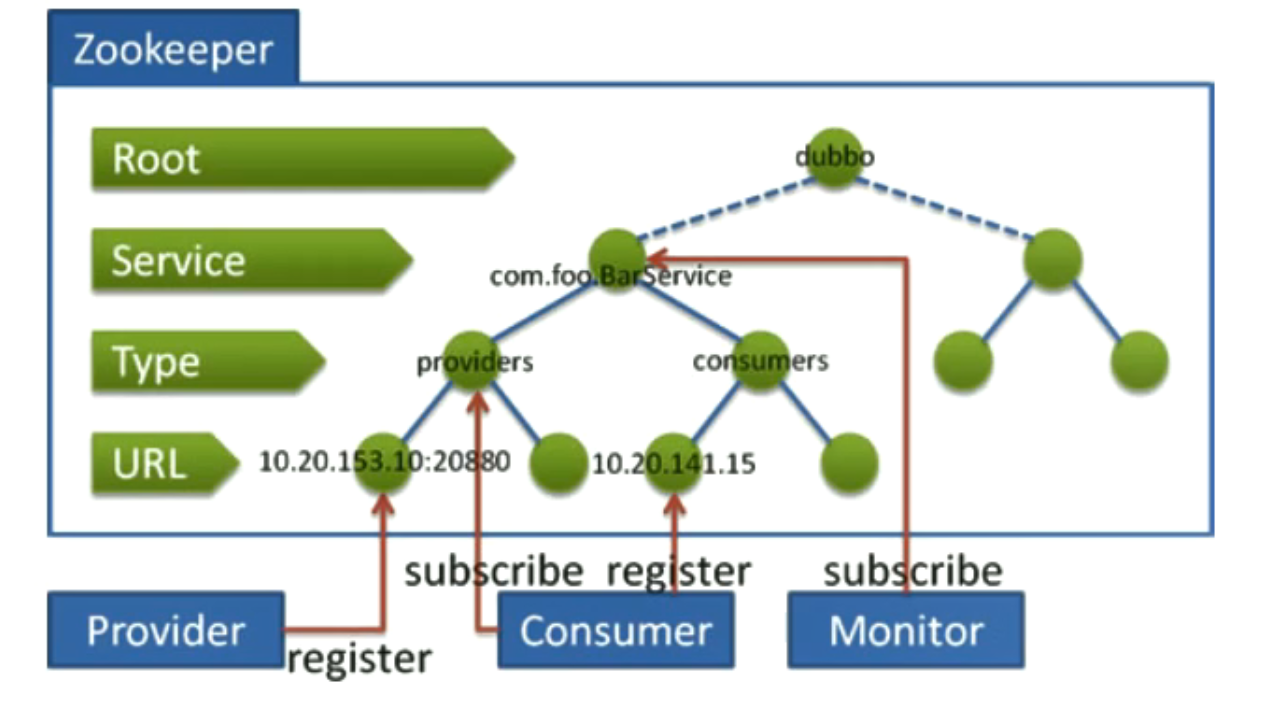 Zookeeper
Root
dubbo
Service
com.foo.BarService
Type
providers
consumers
URL
10.20.153.10:20880
10.20.141.15
subscribe
register
subscribe
Provider
Consumer
Monitor
register